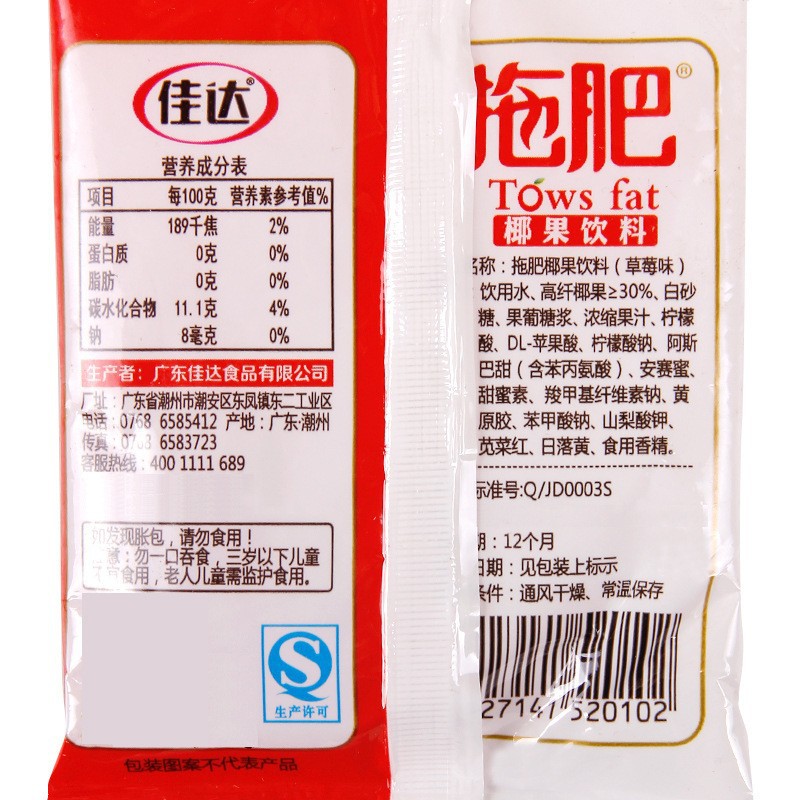 佳达®
营养成分表
项目 每100克 营养素参考值%
能量 189千焦 2%
蛋白质 0克 0%
脂肪 0克 0%
碳水化合物 11.1克 4%
钠 8毫克 0%
生产者：广东佳达食品有限公司
厂址：广东省潮州市潮安区东凤镇东二工业区
电话：0768 6585412 产地：广东·潮州
传真：0768 6583723
客服热线：400 1111 689
如发现胀包，请勿食用！
勿一口吞食，三岁以下儿童
食用，老人儿童需监护食用。
生产许可
包装图案不代表产品
拖肥®
Tows fat
椰果饮料
名称：拖肥椰果饮料（草莓味）
饮用水、高纤椰果≥30%、白砂
糖、果葡糖浆、浓缩果汁、柠檬
酸、DL-苹果酸、柠檬酸钠、阿斯
巴甜（含苯丙氨酸）、安赛蜜、
甜蜜素、羧甲基纤维素钠、黄
原胶、苯甲酸钠、山梨酸钾、
苋菜红、日落黄、食用香精。
标准号:Q/JD0003S
期：12个月
日期：见包装上标示
条件：通风干燥、常温保存
27141 520102